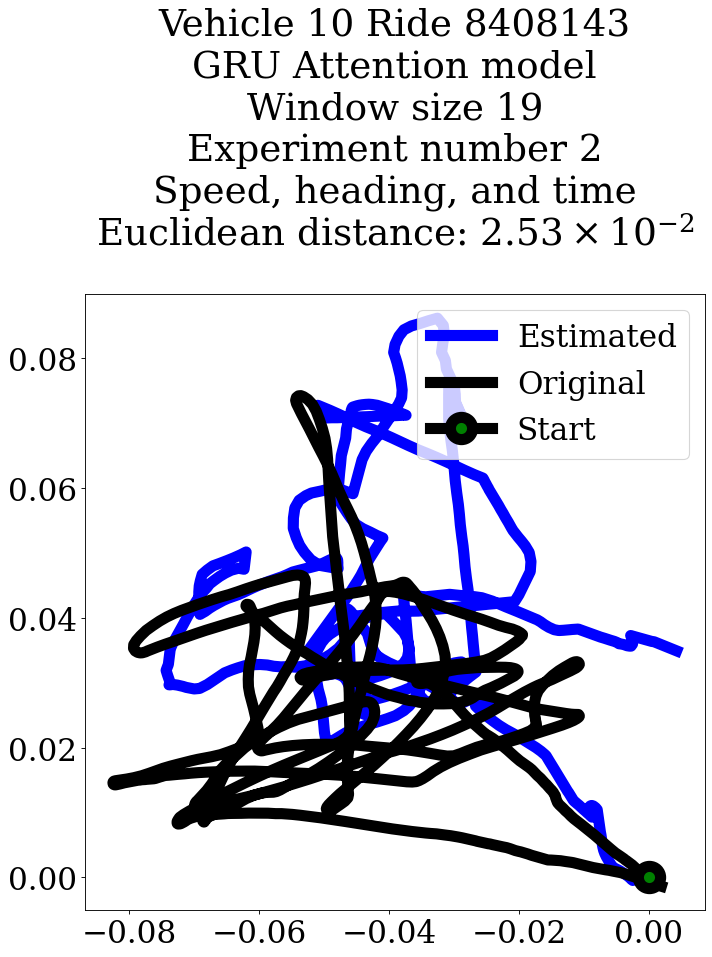 Vehicle 10 Ride 8408143
GRU Attention model
Window size 19
Experiment number 2
Speed, heading, and time
Euclidean distance: 2.53 × 10⁻²
Estimated
Original
Start
0.08
0.06
0.04
0.02
0.00
−0.08 −0.06 −0.04 −0.02 0.00